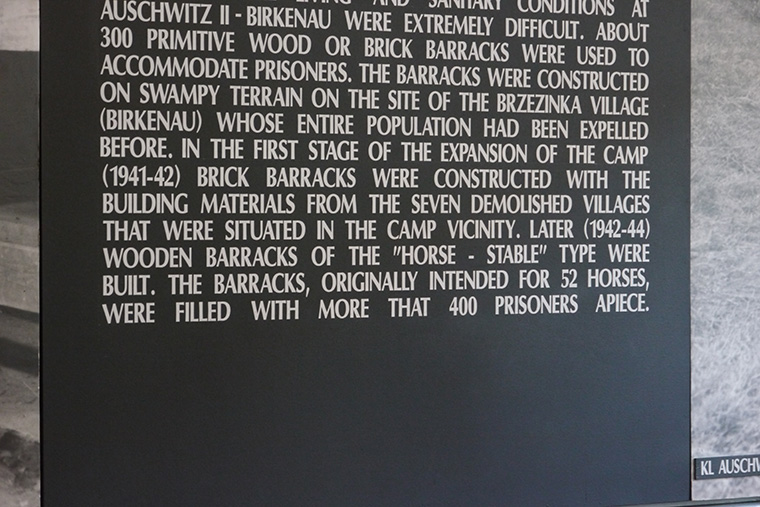 LIVING AND SANITARY CONDITIONS AT
AUSCHWITZ II - BIRKENAU WERE EXTREMELY DIFFICULT. ABOUT
300 PRIMITIVE WOOD OR BRICK BARRACKS WERE USED TO
ACCOMMODATE PRISONERS. THE BARRACKS WERE CONSTRUCTED
ON SWAMPY TERRAIN ON THE SITE OF THE BRZEZINKA VILLAGE
(BIRKENAU) WHOSE ENTIRE POPULATION HAD BEEN EXPELLED
BEFORE. IN THE FIRST STAGE OF THE EXPANSION OF THE CAMP
(1941-42) BRICK BARRACKS WERE CONSTRUCTED WITH THE
BUILDING MATERIALS FROM THE SEVEN DEMOLISHED VILLAGES
THAT WERE SITUATED IN THE CAMP VICINITY. LATER (1942-44)
WOODEN BARRACKS OF THE "HORSE - STABLE" TYPE WERE
BUILT. THE BARRACKS, ORIGINALLY INTENDED FOR 52 HORSES,
WERE FILLED WITH MORE THAT 400 PRISONERS APIECE.
KL AUSCHW